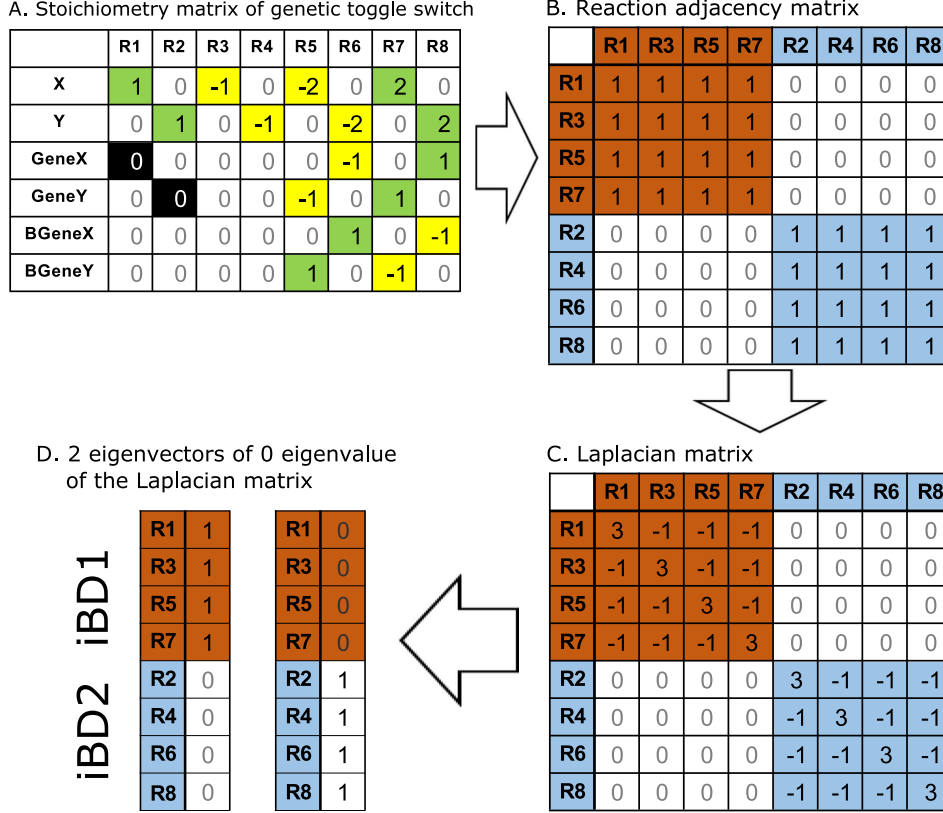 A. Stoichiometry matrix of genetic toggle switch
R1 R2 R3 R4 R5 R6 R7 R8
X 1 0 -1 0 -2 0 2 0
Y 0 1 0 -1 0 -2 0 2
GeneX 0 0 0 0 0 -1 0 1
GeneY 0 0 0 0 -1 0 1 0
BGeneX 0 0 0 0 0 1 0 -1
BGeneY 0 0 0 0 1 0 -1 0
B. Reaction adjacency matrix
R1 R3 R5 R7 R2 R4 R6 R8
R1 1 1 1 1 0 0 0 0
R3 1 1 1 1 0 0 0 0
R5 1 1 1 1 0 0 0 0
R7 1 1 1 1 0 0 0 0
R2 0 0 0 0 1 1 1 1
R4 0 0 0 0 1 1 1 1
R6 0 0 0 0 1 1 1 1
R8 0 0 0 0 1 1 1 1
C. Laplacian matrix
R1 R3 R5 R7 R2 R4 R6 R8
R1 3 -1 -1 -1 0 0 0 0
R3 -1 3 -1 -1 0 0 0 0
R5 -1 -1 3 -1 0 0 0 0
R7 -1 -1 -1 3 0 0 0 0
R2 0 0 0 0 3 -1 -1 -1
R4 0 0 0 0 -1 3 -1 -1
R6 0 0 0 0 -1 -1 3 -1
R8 0 0 0 0 -1 -1 -1 3
D. 2 eigenvectors of 0 eigenvalue
of the Laplacian matrix
iBD1
iBD2
R1 1 R1 0
R3 1 R3 0
R5 1 R5 0
R7 1 R7 0
R2 0 R2 1
R4 0 R4 1
R6 0 R6 1
R8 0 R8 1